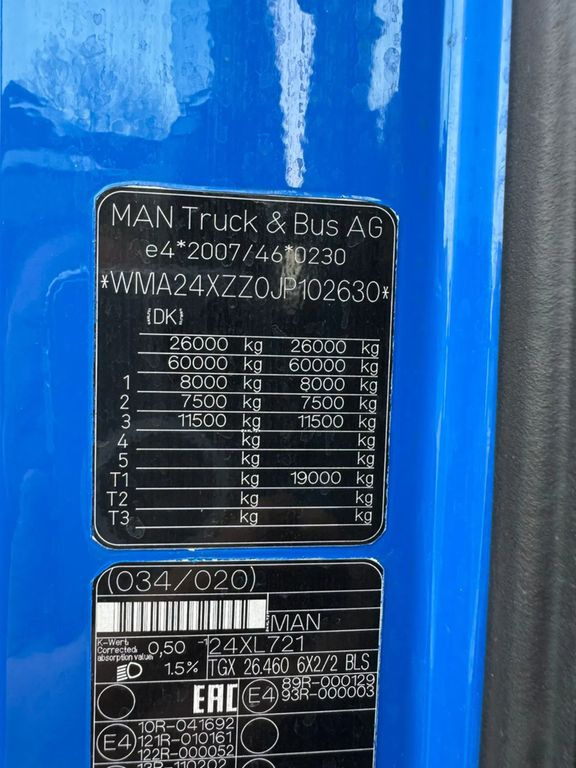 MAN Truck & Bus AG
e4*2007/46*0230
*WMA24XZZ0JP102630*
DK
26000 kg 26000 kg
60000 kg 60000 kg
1 8000 kg 8000 kg
2 7500 kg 7500 kg
3 11500 kg 11500 kg
4 kg kg
5 kg kg
T1 kg 19000 kg
T2 kg kg
T3 kg kg
(034/020)
MAN
K-Wert: Corrected absorption value: 0,50 -1 24XL721
1.5% TGX 26.460 6X2/2 BLS
EAC E4 89R-000129
93R-000003
E4 10R-041692
121R-010161
122R-000052
13R-110202